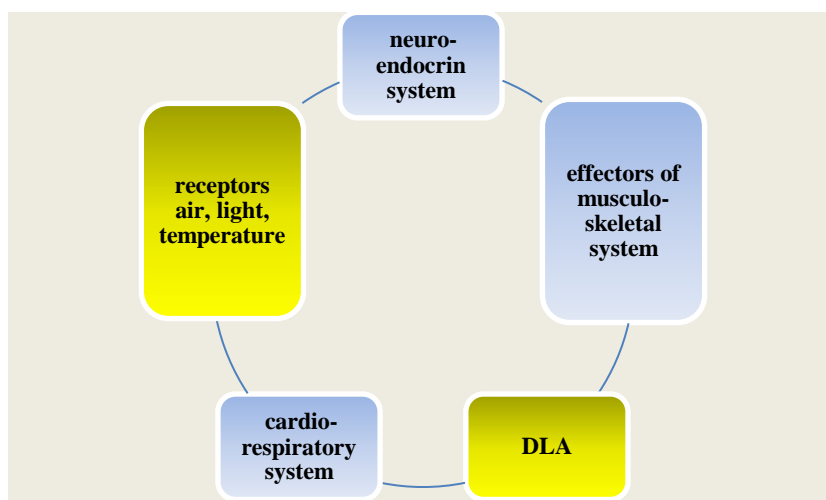 neuro-
endocrin
system
receptors
air, light,
temperature
effectors of
musculo-
skeletal
system
cardio-
respiratory
system
DLA